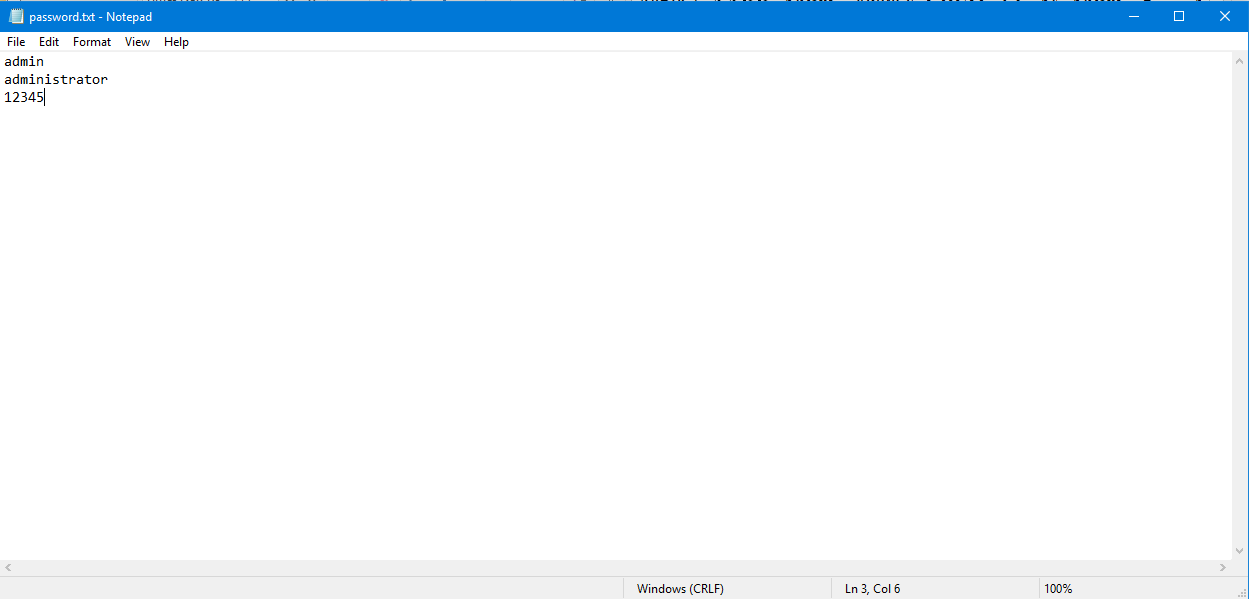 password.txt - Notepad
File Edit Format View Help
admin
administrator
12345
Windows (CRLF) Ln 3, Col 6 100%